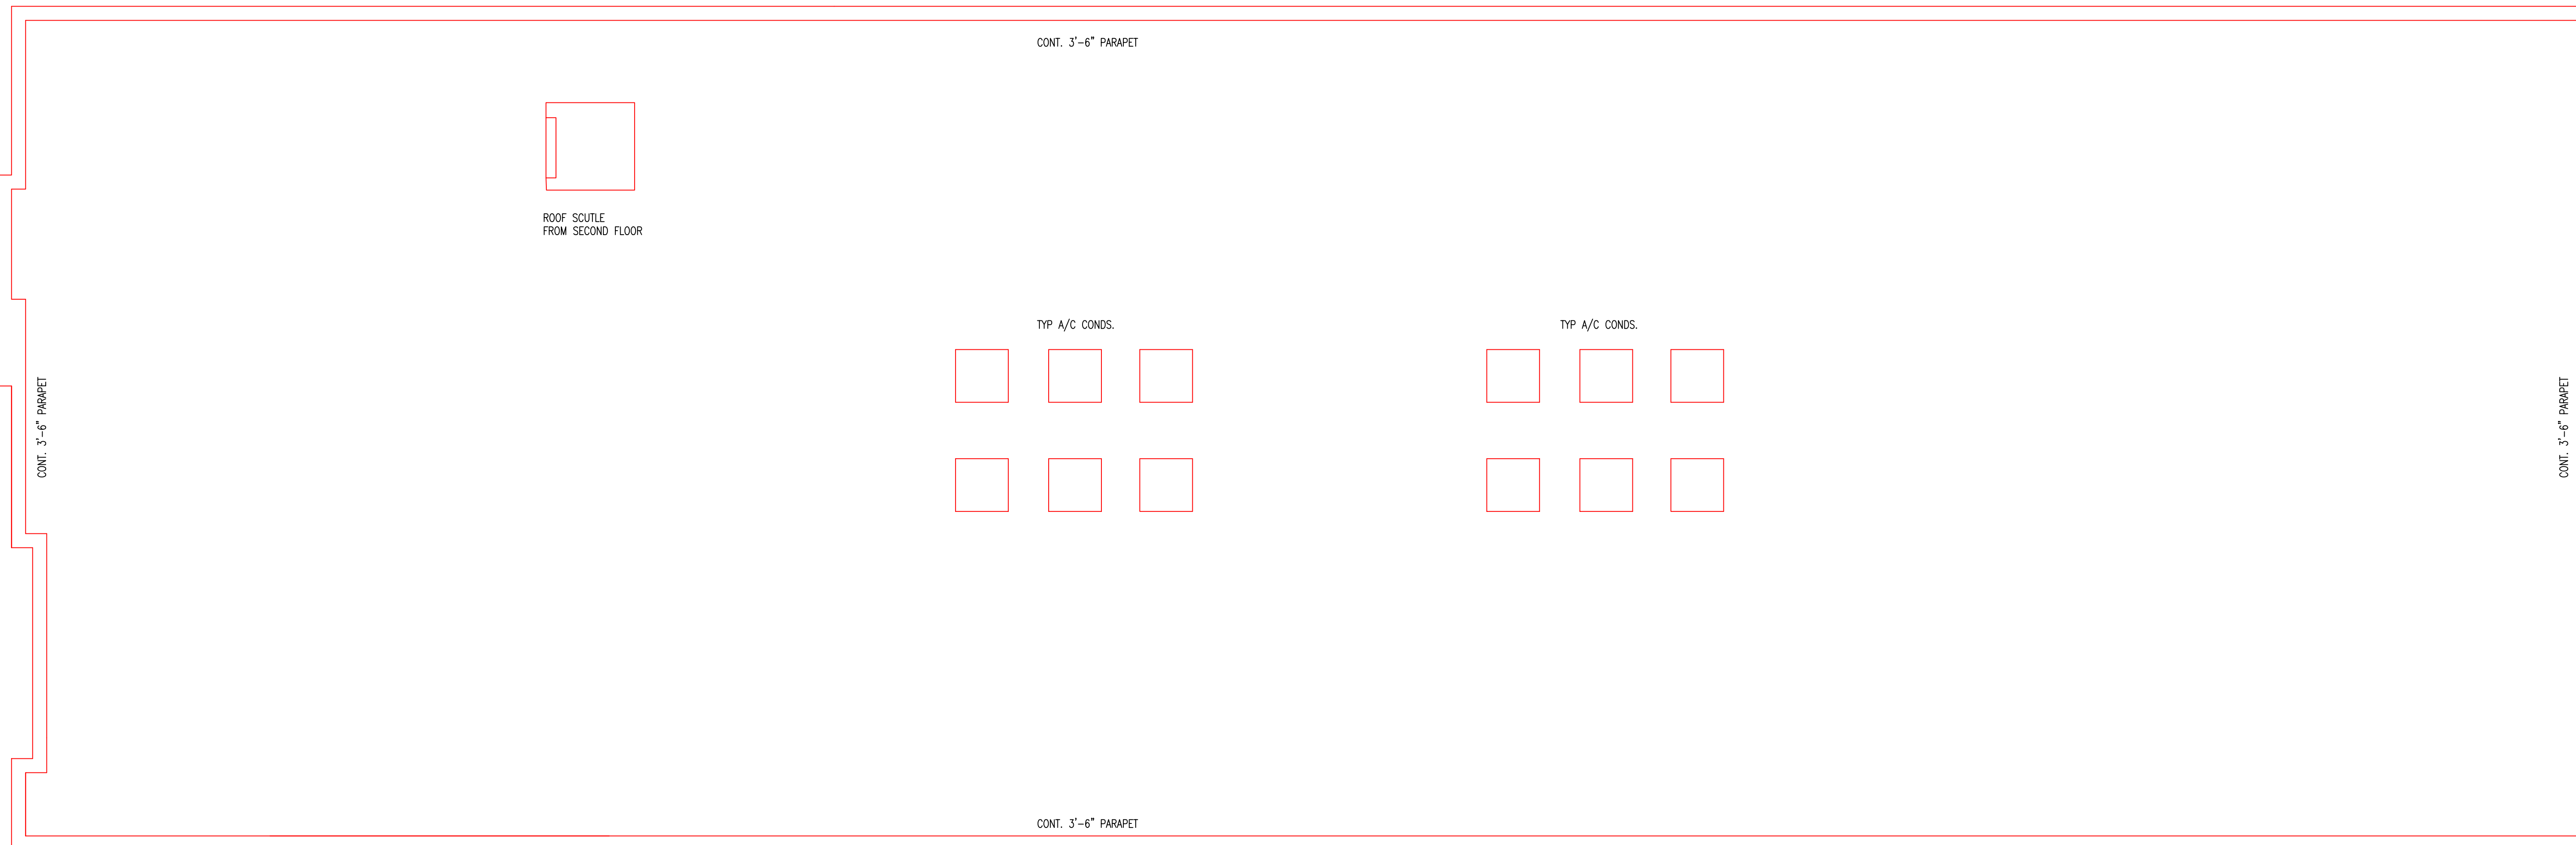 CONT. 3'-6" PARAPET
ROOF SCUTLE
FROM SECOND FLOOR
TYP A/C CONDS.
TYP A/C CONDS.
CONT. 3'-6" PARAPET
CONT. 3'-6" PARAPET
CONT. 3'-6" PARAPET